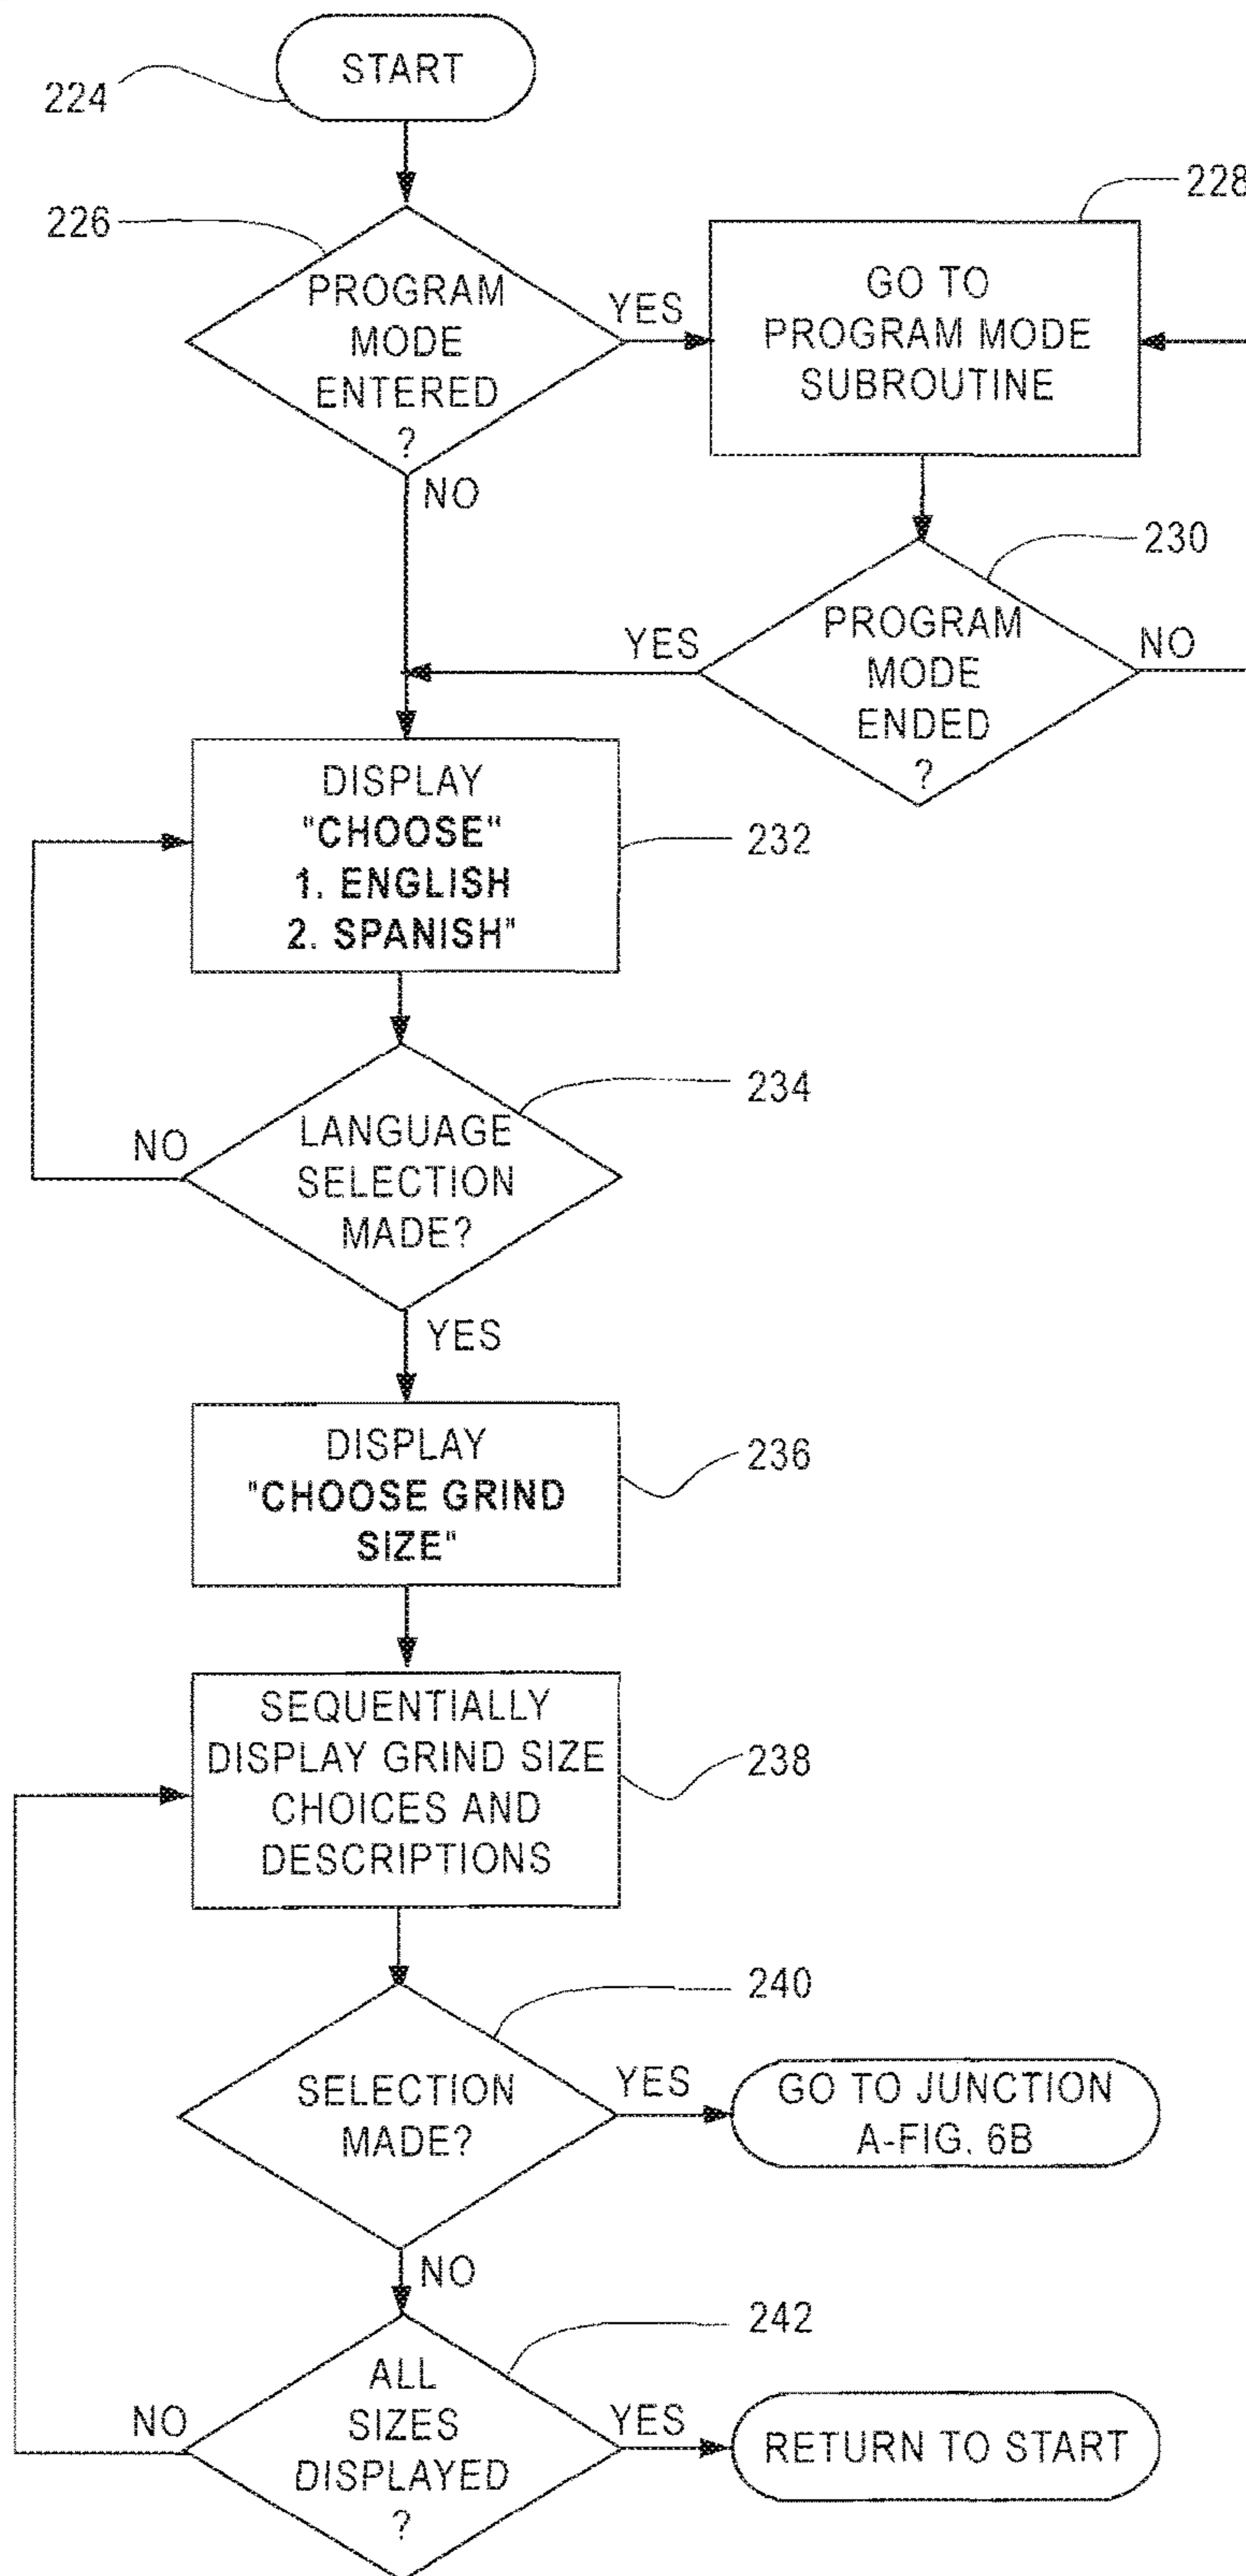 START
224
226
PROGRAM
MODE
ENTERED
?
YES
NO
228
GO TO
PROGRAM MODE
SUBROUTINE
230
PROGRAM
MODE
ENDED
?
YES
NO
DISPLAY
"CHOOSE"
1. ENGLISH
2. SPANISH"
232
234
LANGUAGE
SELECTION
MADE?
NO
YES
DISPLAY
"CHOOSE GRIND
SIZE"
236
SEQUENTIALLY
DISPLAY GRIND SIZE
CHOICES AND
DESCRIPTIONS
238
240
SELECTION
MADE?
YES
GO TO JUNCTION
A-FIG. 6B
NO
242
ALL
SIZES
DISPLAYED
?
NO
YES
RETURN TO START